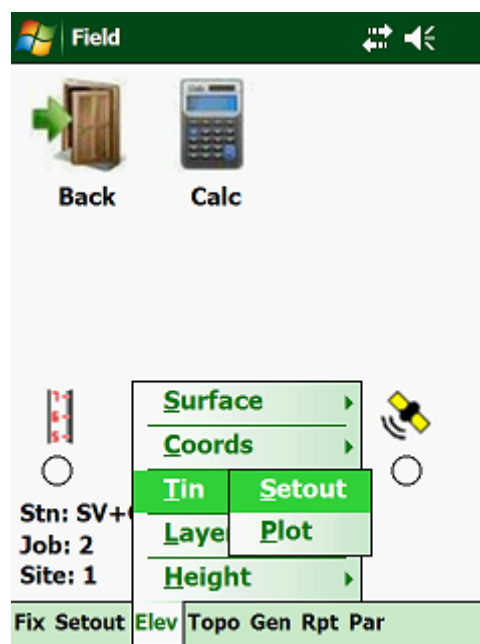 Field
Back Calc
Surface
Coords
Tin Setout
Stn: SV+
Laye Plot
Job: 2
Site: 1 Height
Fix Setout Elev Topo Gen Rpt Par